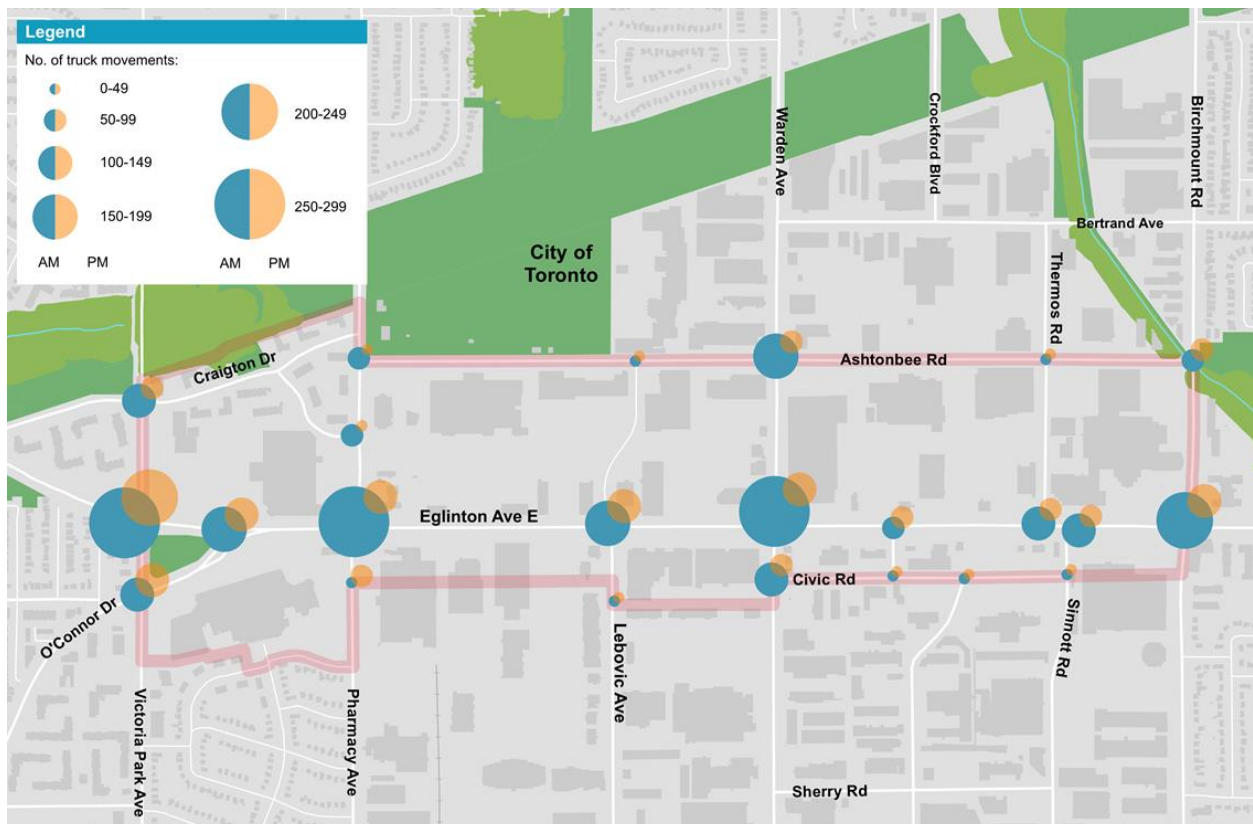 Legend
No. of truck movements:
0-49
50-99
100-149
150-199
200-249
250-299
AM PM
AM PM
Warden Ave
Crockford Blvd
Birchmount Rd
Bertrand Ave
City of
Toronto
Thermos Rd
Craigton Dr
Ashtonbee Rd
Eglinton Ave E
Civic Rd
O'Connor Dr
Sinnott Rd
Lebovic Ave
Victoria Park Ave
Pharmacy Ave
Sherry Rd